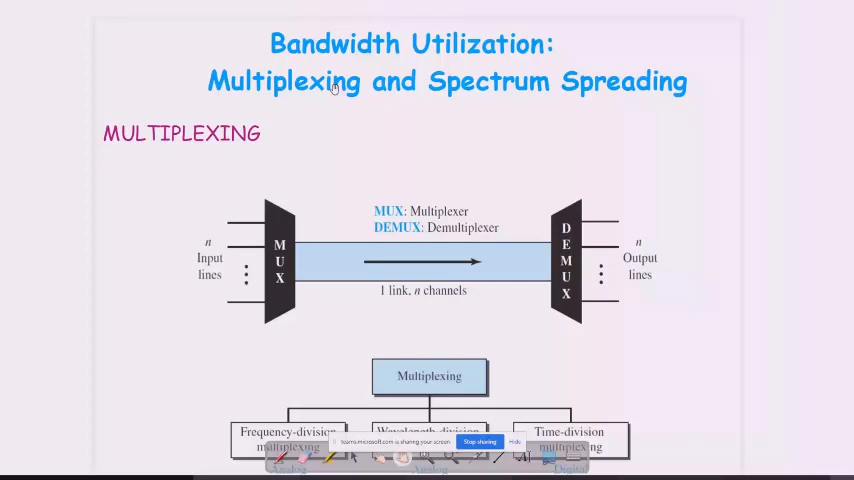 Bandwidth Utilization:
Multiplexing and Spectrum Spreading
MULTIPLEXING
MUX: Multiplexer
DEMUX: Demultiplexer
n
Input
lines
MUX
1 link, n channels
DEMUX
n
Output
lines
Multiplexing
Frequency-division
multiplexing
Wavelength-division
Time-division
multiplexing
teams.microsoft.com is sharing your screen.
Stop sharing
Hide
Analog
Analog
Digital